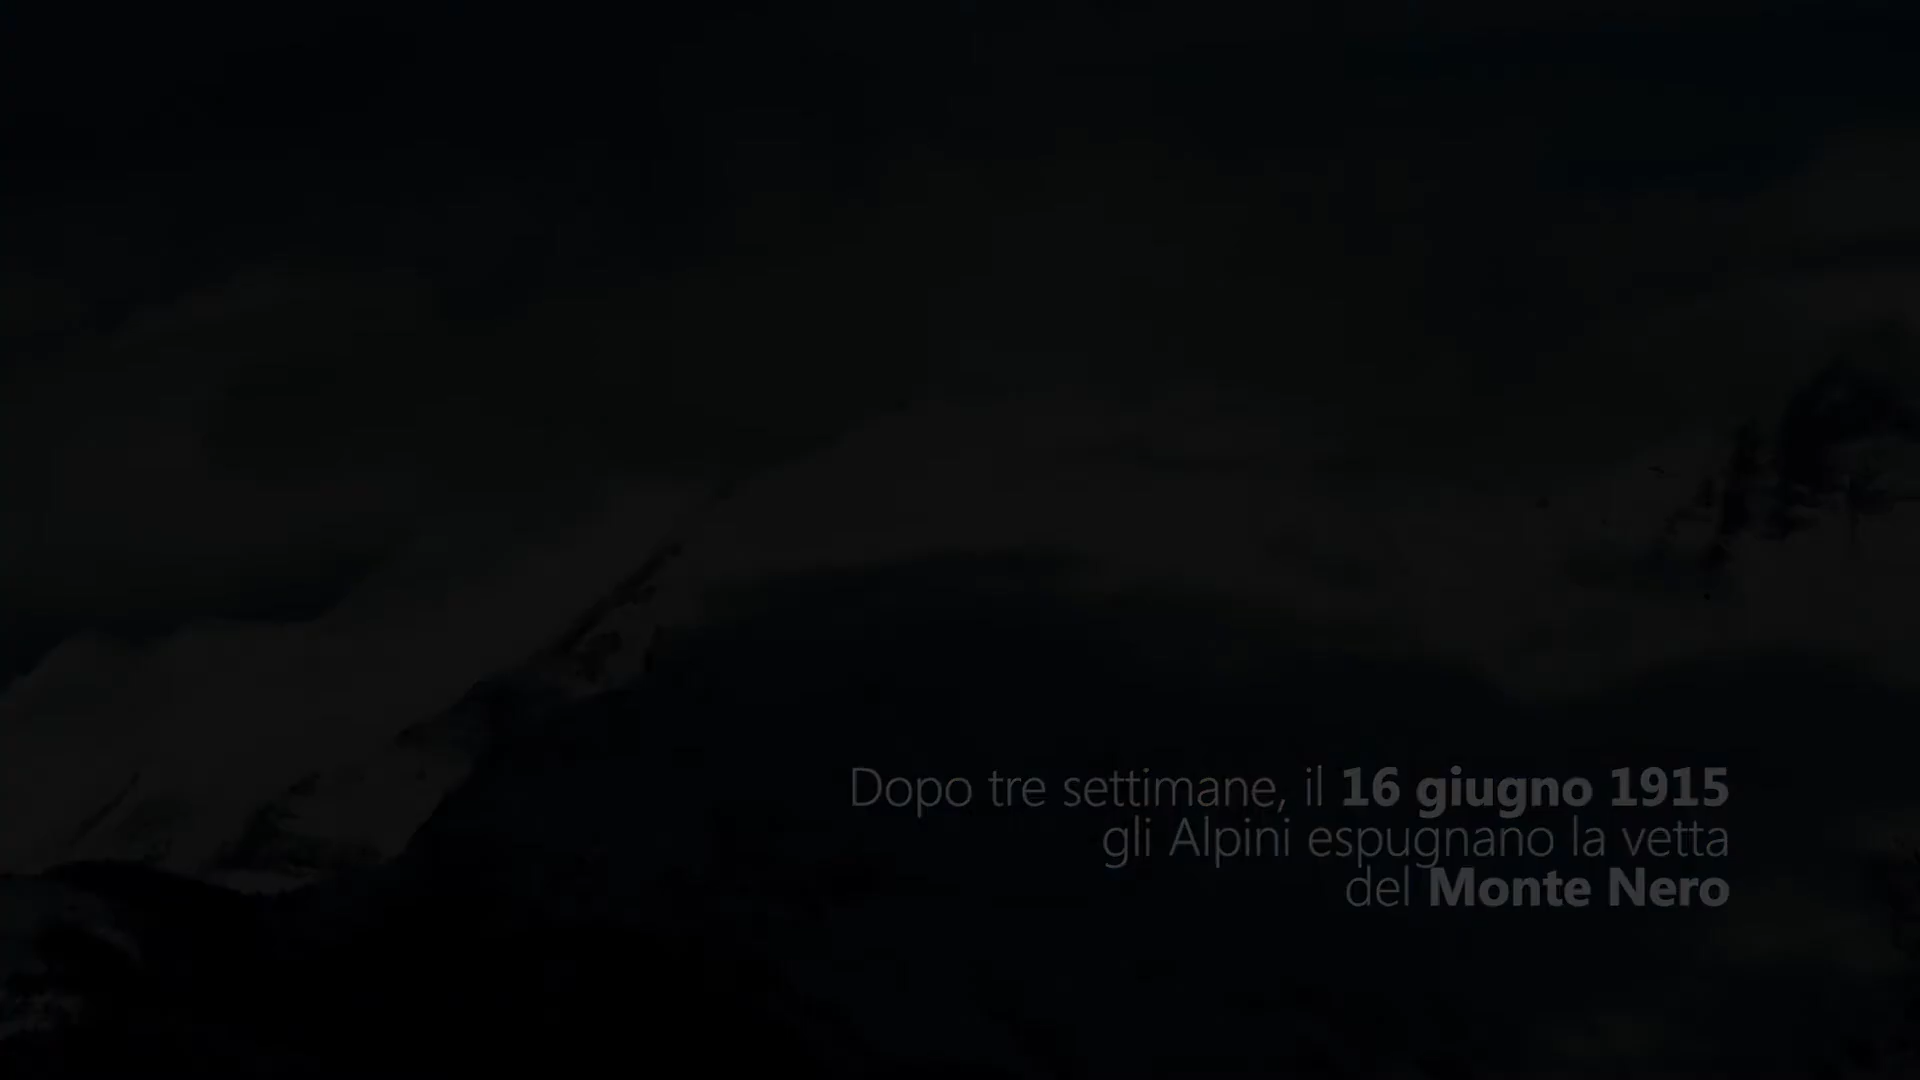 Dopo tre settimane, il 16 giugno 1915
gli Alpini espugnano la vetta
del Monte Nero